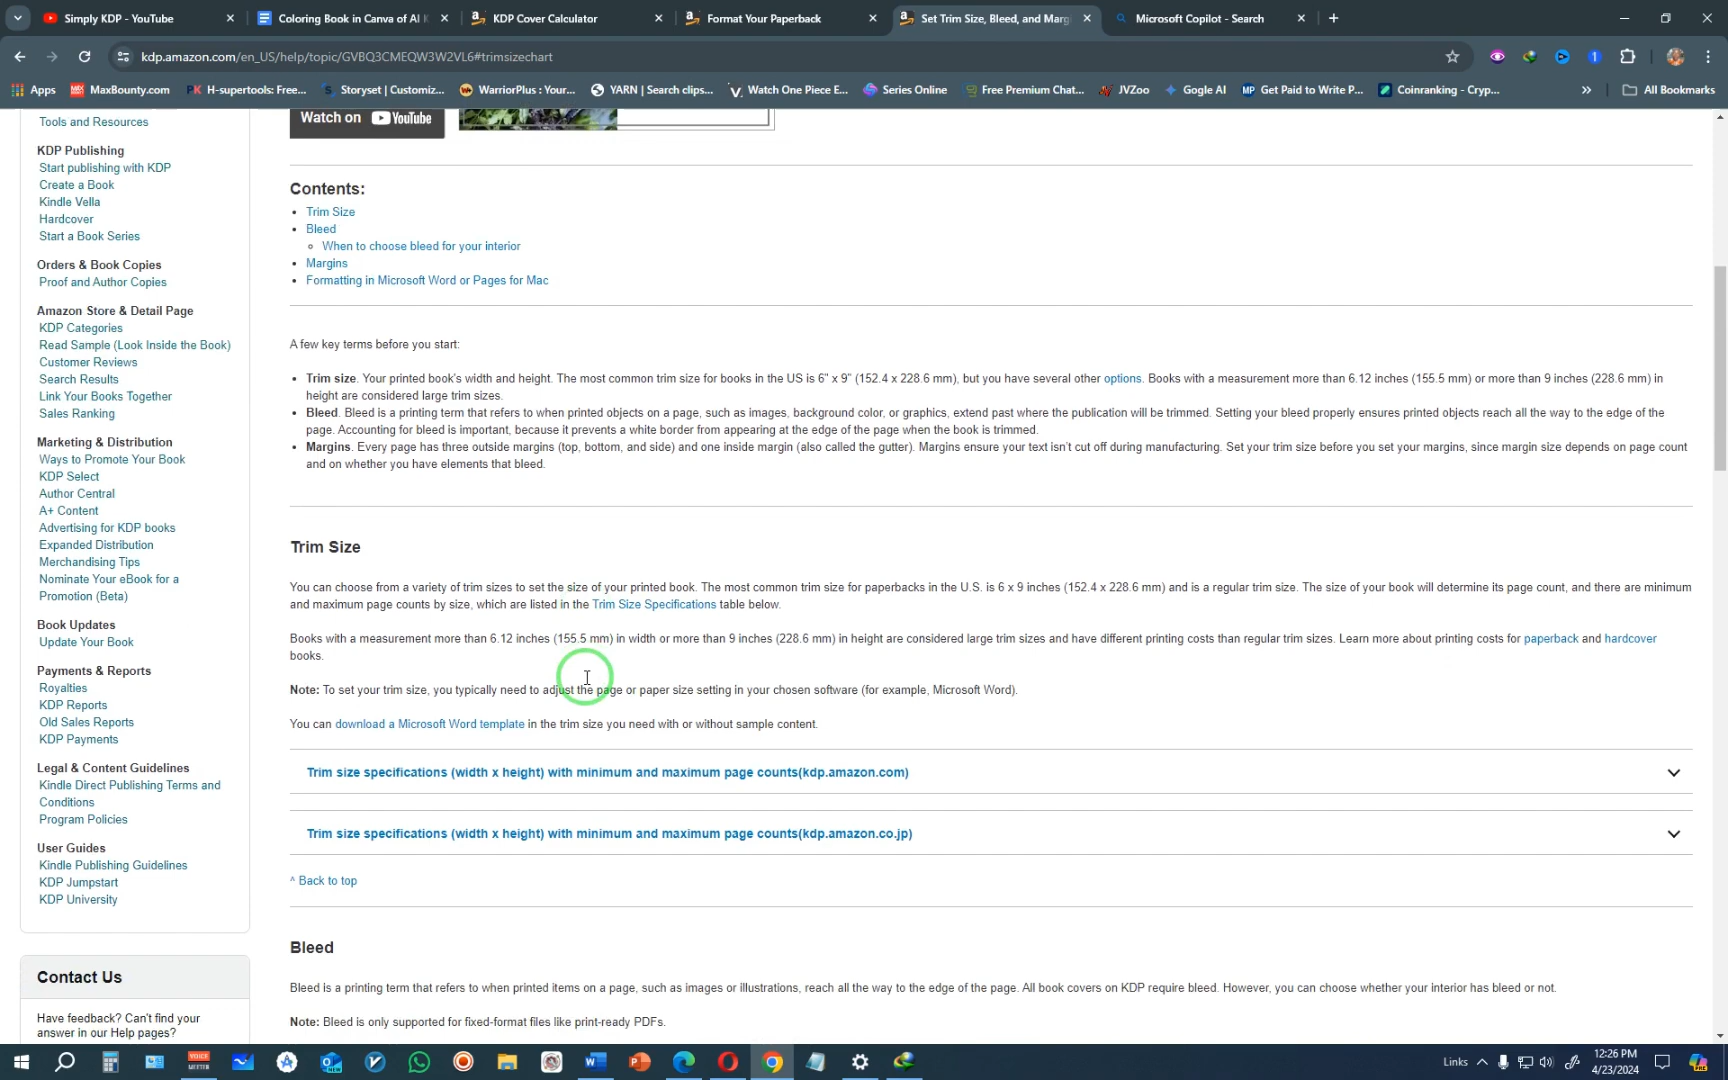 Simply KDP - YouTube
Coloring Book in Canva of AI K
KDP Cover Calculator
Format Your Paperback
Set Trim Size, Bleed, and Marg
Microsoft Copilot - Search
kdp.amazon.com/en_US/help/topic/GVBQ3CMEQW3W2VL6#trimsizechart
Apps
MaxBounty.com
H-supertools: Free...
Storyset | Customiz...
WarriorPlus : Your...
YARN | Search clips...
Watch One Piece E...
Series Online
Free Premium Chat...
JVZoo
Gogle AI
Get Paid to Write P...
Coinranking - Cryp...
»
All Bookmarks
Tools and Resources
KDP Publishing
Start publishing with KDP
Create a Book
Kindle Vella
Hardcover
Start a Book Series
Orders & Book Copies
Proof and Author Copies
Amazon Store & Detail Page
KDP Categories
Read Sample (Look Inside the Book)
Customer Reviews
Search Results
Link Your Books Together
Sales Ranking
Marketing & Distribution
Ways to Promote Your Book
KDP Select
Author Central
A+ Content
Advertising for KDP books
Expanded Distribution
Merchandising Tips
Nominate Your eBook for a
Promotion (Beta)
Book Updates
Update Your Book
Payments & Reports
Royalties
KDP Reports
Old Sales Reports
KDP Payments
Legal & Content Guidelines
Kindle Direct Publishing Terms and
Conditions
Program Policies
User Guides
Kindle Publishing Guidelines
KDP Jumpstart
KDP University
Contact Us
Have feedback? Can't find your
answer in our Help pages?
Watch on YouTube
Contents:
• Trim Size
• Bleed
○ When to choose bleed for your interior
• Margins
• Formatting in Microsoft Word or Pages for Mac
A few key terms before you start:
• Trim size. Your printed book's width and height. The most common trim size for books in the US is 6" x 9" (152.4 x 228.6 mm), but you have several other options. Books with a measurement more than 6.12 inches (155.5 mm) or more than 9 inches (228.6 mm) in
height are considered large trim sizes.
• Bleed. Bleed is a printing term that refers to when printed objects on a page, such as images, background color, or graphics, extend past where the publication will be trimmed. Setting your bleed properly ensures printed objects reach all the way to the edge of the
page. Accounting for bleed is important, because it prevents a white border from appearing at the edge of the page when the book is trimmed.
• Margins. Every page has three outside margins (top, bottom, and side) and one inside margin (also called the gutter). Margins ensure your text isn't cut off during manufacturing. Set your trim size before you set your margins, since margin size depends on page count
and on whether you have elements that bleed.
Trim Size
You can choose from a variety of trim sizes to set the size of your printed book. The most common trim size for paperbacks in the U.S. is 6 x 9 inches (152.4 x 228.6 mm) and is a regular trim size. The size of your book will determine its page count, and there are minimum
and maximum page counts by size, which are listed in the Trim Size Specifications table below.
Books with a measurement more than 6.12 inches (155.5 mm) in width or more than 9 inches (228.6 mm) in height are considered large trim sizes and have different printing costs than regular trim sizes. Learn more about printing costs for paperback and hardcover
books.
Note: To set your trim size, you typically need to adjust the page or paper size setting in your chosen software (for example, Microsoft Word).
You can download a Microsoft Word template in the trim size you need with or without sample content.
Trim size specifications (width x height) with minimum and maximum page counts(kdp.amazon.com)
Trim size specifications (width x height) with minimum and maximum page counts(kdp.amazon.co.jp)
^ Back to top
Bleed
Bleed is a printing term that refers to when printed items on a page, such as images or illustrations, reach all the way to the edge of the page. All book covers on KDP require bleed. However, you can choose whether your interior has bleed or not.
Note: Bleed is only supported for fixed-format files like print-ready PDFs.
Links
12:26 PM
4/23/2024